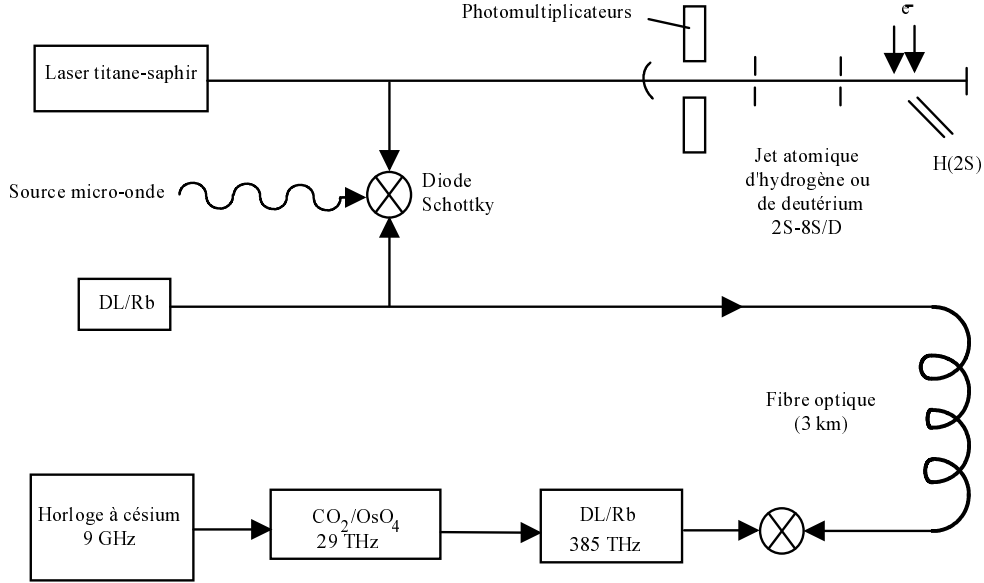 Photomultiplicateurs
e-
Laser titane-saphir
H(2S)
Jet atomique
d'hydrogène ou
de deutérium
2S-8S/D
Source micro-onde
Diode
Schottky
DL/Rb
Fibre optique
(3 km)
Horloge à césium
9 GHz
CO2/OsO4
29 THz
DL/Rb
385 THz